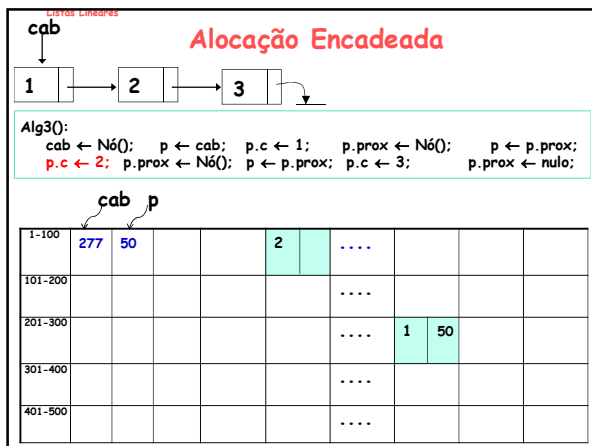 Listas Lineares
cab
Alocação Encadeada
1 2 3
Alg3():
cab ← Nó(); p ← cab; p.c ← 1; p.prox ← Nó(); p ← p.prox;
p.c ← 2; p.prox ← Nó(); p ← p.prox; p.c ← 3; p.prox ← nulo;
cab p
1-100 277 50 2 ....
101-200 ....
201-300 .... 1 50
301-400 ....
401-500 ....